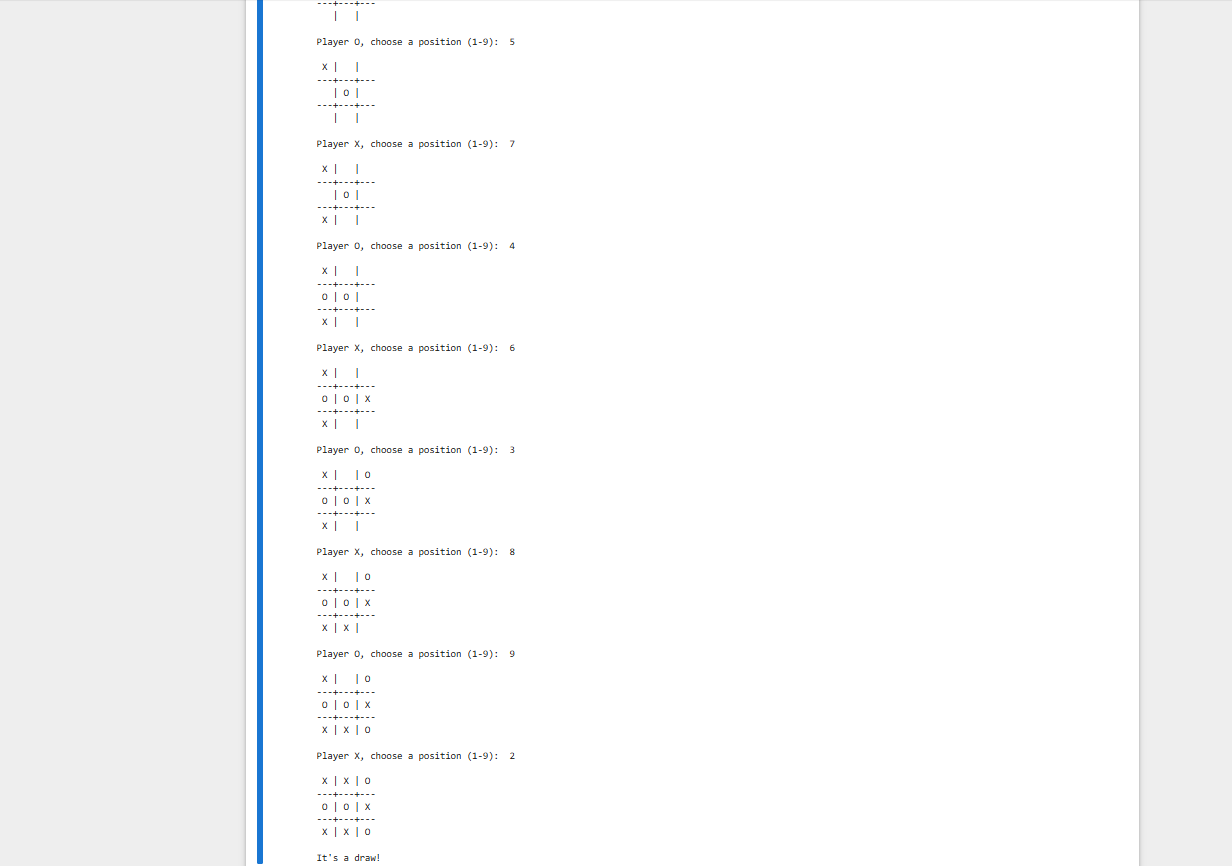 ---+---+---
   |   |
Player O, choose a position (1-9):  5
 X |   |
---+---+---
   | O |
---+---+---
   |   |
Player X, choose a position (1-9):  7
 X |   |
---+---+---
   | O |
---+---+---
 X |   |
Player O, choose a position (1-9):  4
 X |   |
---+---+---
 O | O |
---+---+---
 X |   |
Player X, choose a position (1-9):  6
 X |   |
---+---+---
 O | O | X
---+---+---
 X |   |
Player O, choose a position (1-9):  3
 X |   | O
---+---+---
 O | O | X
---+---+---
 X |   |
Player X, choose a position (1-9):  8
 X |   | O
---+---+---
 O | O | X
---+---+---
 X | X |
Player O, choose a position (1-9):  9
 X |   | O
---+---+---
 O | O | X
---+---+---
 X | X | O
Player X, choose a position (1-9):  2
 X | X | O
---+---+---
 O | O | X
---+---+---
 X | X | O
It's a draw!